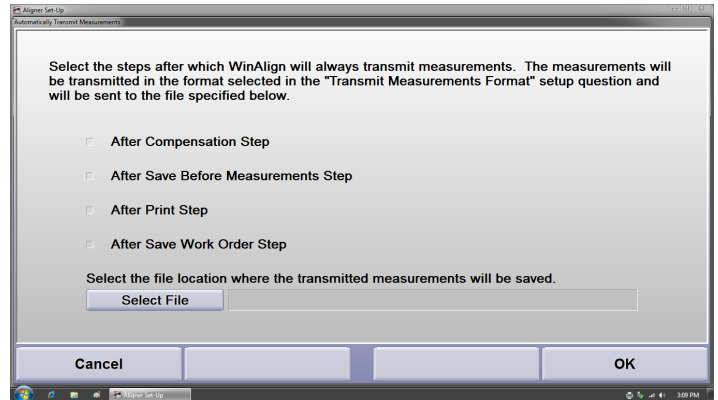 Aligner Set-Up
Automatically Transmit Measurements
Select the steps after which WinAlign will always transmit measurements.  The measurements will
be transmitted in the format selected in the "Transmit Measurements Format" setup question and
will be sent to the file specified below.
After Compensation Step
After Save Before Measurements Step
After Print Step
After Save Work Order Step
Select the file location where the transmitted measurements will be saved.
Select File
Cancel
OK
Aligner Set-Up
3:09 PM